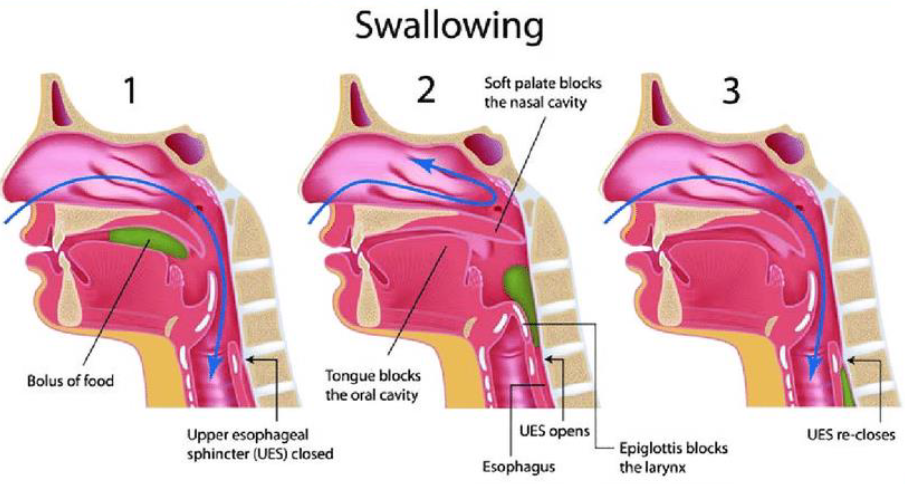 Swallowing
1
Bolus of food
Upper esophageal
sphincter (UES) closed
2
Soft palate blocks
the nasal cavity
Tongue blocks
the oral cavity
UES opens
Esophagus
Epiglottis blocks
the larynx
3
UES re-closes